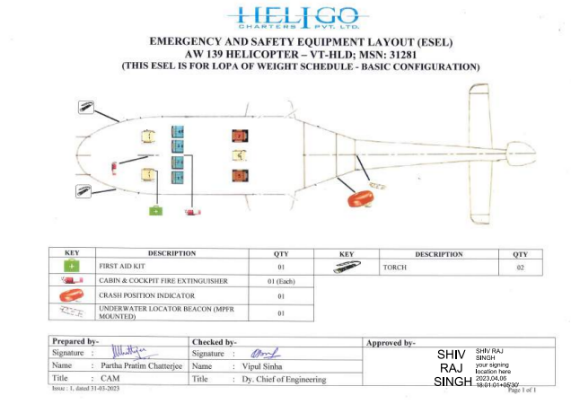 HELIGO
CHARTERS PVT. LTD.
EMERGENCY AND SAFETY EQUIPMENT LAYOUT (ESEL)
AW 139 HELICOPTER – VT-HLD; MSN: 31281
(THIS ESEL IS FOR LOPA OF WEIGHT SCHEDULE - BASIC CONFIGURATION)
KEY DESCRIPTION QTY KEY DESCRIPTION QTY
FIRST AID KIT 01 TORCH 02
CABIN & COCKPIT FIRE EXTINGUISHER 01 (Each)
CRASH POSITION INDICATOR 01
UNDERWATER LOCATOR BEACON (MPFR MOUNTED) 01
Prepared by- Checked by- Approved by-
Signature : Signature :
Name : Partha Pratim Chatterjee Name : Vipul Sinha
Title : CAM Title : Dy. Chief of Engineering
SHIV RAJ SINGH
SHIV RAJ
SINGH
your signing
location here
2023.04.06
18:01:01+05'30'
Issue : 1, dated 31-03-2023 Page 1 of 1